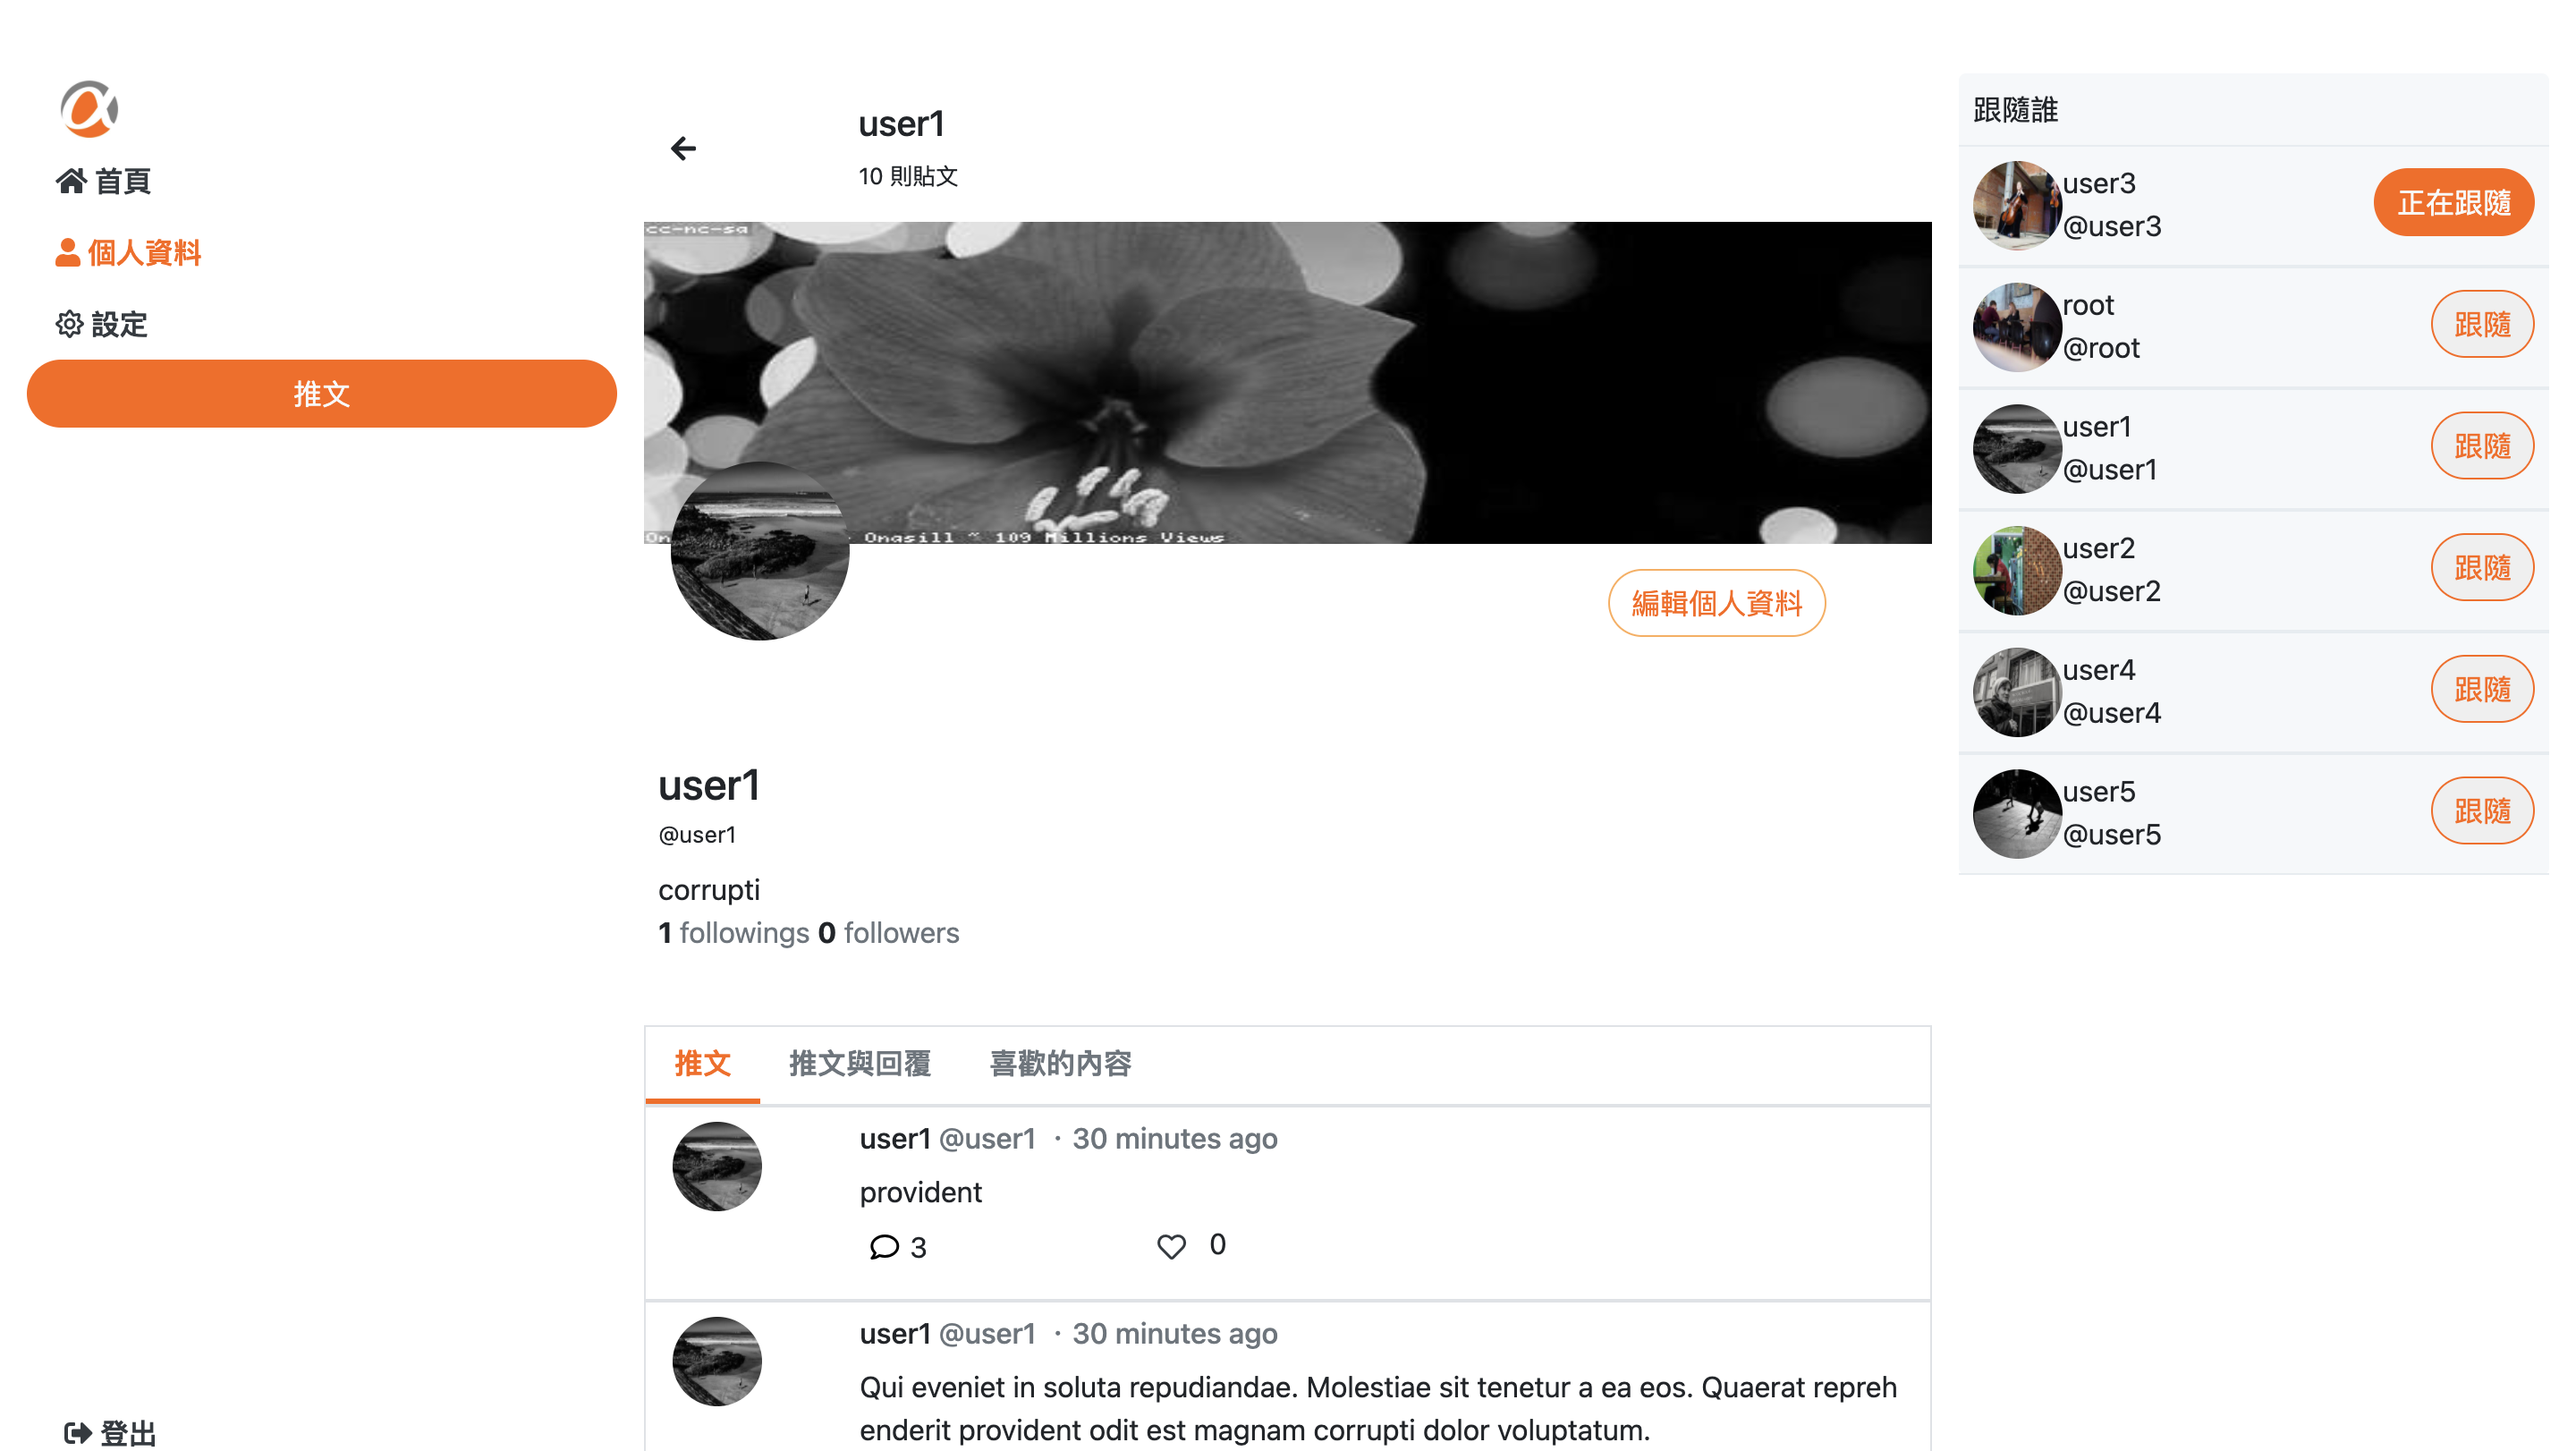 首頁
個人資料
設定
推文
登出
user1
10 則貼文
cc-nc-sa
On
Onasill ~ 109 Millions Views
編輯個人資料
user1
@user1
corrupti
1 followings 0 followers
推文 推文與回覆 喜歡的內容
user1 @user1 · 30 minutes ago
provident
3 0
user1 @user1 · 30 minutes ago
Qui eveniet in soluta repudiandae. Molestiae sit tenetur a ea eos. Quaerat repreh
enderit provident odit est magnam corrupti dolor voluptatum.
跟隨誰
user3
@user3
正在跟隨
root
@root
跟隨
user1
@user1
跟隨
user2
@user2
跟隨
user4
@user4
跟隨
user5
@user5
跟隨